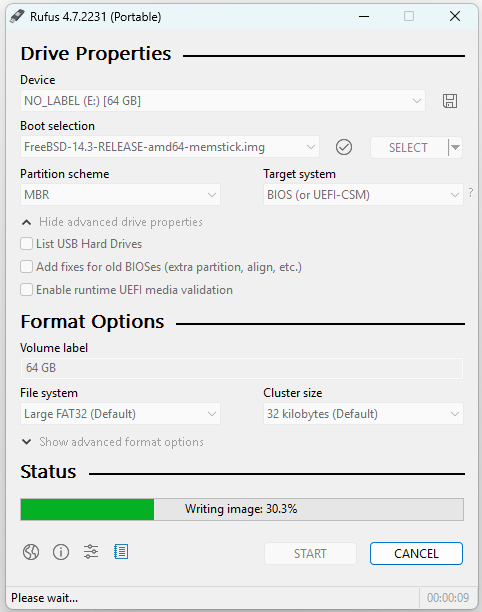 Rufus 4.7.2231 (Portable)
Drive Properties
Device
NO_LABEL (E:) [64 GB]
Boot selection
FreeBSD-14.3-RELEASE-amd64-memstick.img
SELECT
Partition scheme
Target system
MBR
BIOS (or UEFI-CSM)
?
Hide advanced drive properties
List USB Hard Drives
Add fixes for old BIOSes (extra partition, align, etc.)
Enable runtime UEFI media validation
Format Options
Volume label
64 GB
File system
Cluster size
Large FAT32 (Default)
32 kilobytes (Default)
Show advanced format options
Status
Writing image: 30.3%
START
CANCEL
Please wait...
00:00:09